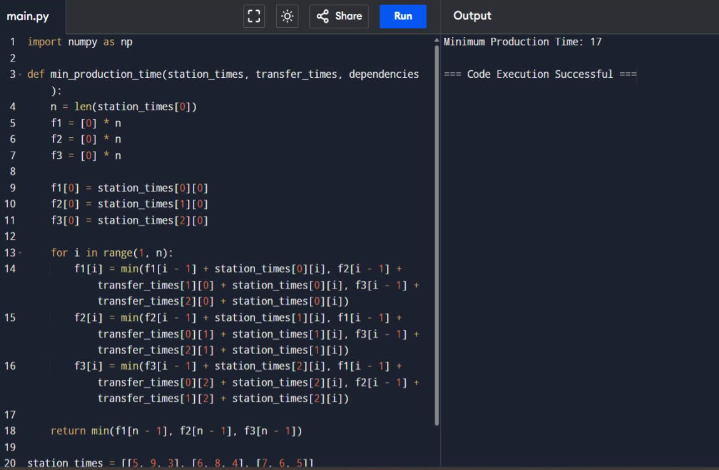 main.py
Share
Run
Output
1 import numpy as np
2
3 def min_production_time(station_times, transfer_times, dependencies
):
4 n = len(station_times[0])
5 f1 = [0] * n
6 f2 = [0] * n
7 f3 = [0] * n
8
9 f1[0] = station_times[0][0]
10 f2[0] = station_times[1][0]
11 f3[0] = station_times[2][0]
12
13 for i in range(1, n):
14 f1[i] = min(f1[i - 1] + station_times[0][i], f2[i - 1] +
transfer_times[1][0] + station_times[0][i], f3[i - 1] +
transfer_times[2][0] + station_times[0][i])
15 f2[i] = min(f2[i - 1] + station_times[1][i], f1[i - 1] +
transfer_times[0][1] + station_times[1][i], f3[i - 1] +
transfer_times[2][1] + station_times[1][i])
16 f3[i] = min(f3[i - 1] + station_times[2][i], f1[i - 1] +
transfer_times[0][2] + station_times[2][i], f2[i - 1] +
transfer_times[1][2] + station_times[2][i])
17
18 return min(f1[n - 1], f2[n - 1], f3[n - 1])
19
20 station_times = [[5, 9, 3], [6, 8, 4], [7, 6, 5]]
Minimum Production Time: 17
=== Code Execution Successful ===